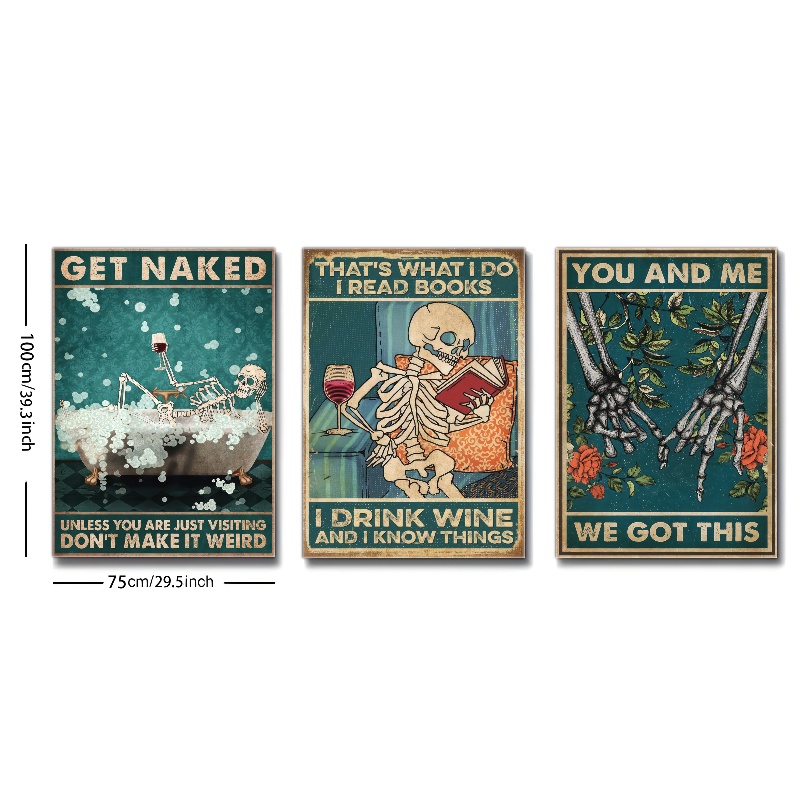 100cm/39.3inch
75cm/29.5inch
GET NAKED
UNLESS YOU ARE JUST VISITING
DON'T MAKE IT WEIRD
THAT'S WHAT I DO
I READ BOOKS
I DRINK WINE
AND I KNOW THINGS
YOU AND ME
WE GOT THIS